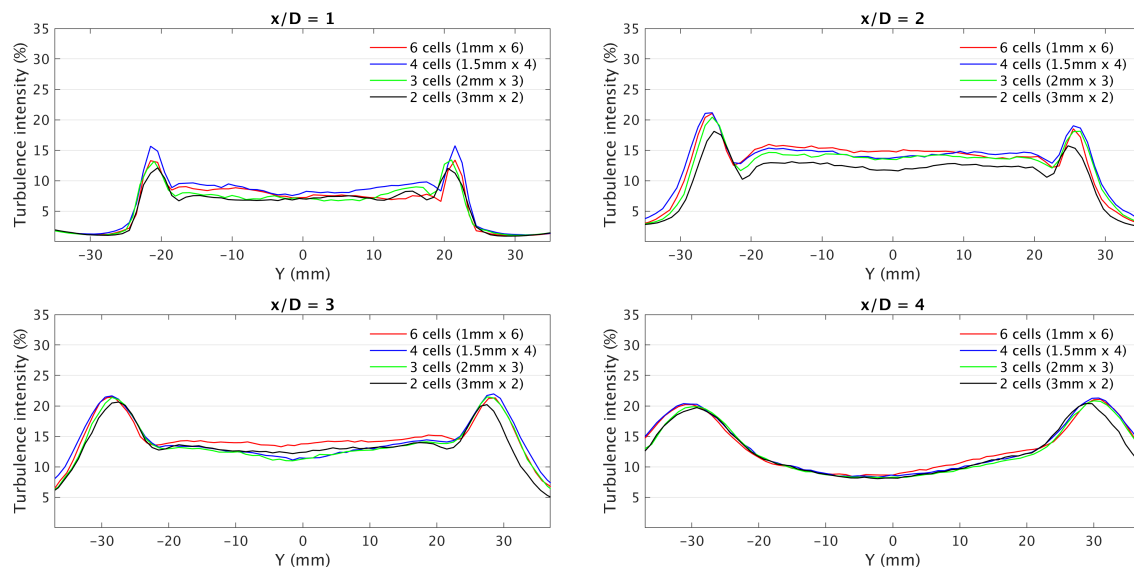 x/D = 1
Turbulence intensity (%)
35
30
25
20
15
10
5
6 cells (1mm x 6)
4 cells (1.5mm x 4)
3 cells (2mm x 3)
2 cells (3mm x 2)
−30 −20 −10 0 10 20 30
Y (mm)
x/D = 2
Turbulence intensity (%)
35
30
25
20
15
10
5
6 cells (1mm x 6)
4 cells (1.5mm x 4)
3 cells (2mm x 3)
2 cells (3mm x 2)
−30 −20 −10 0 10 20 30
Y (mm)
x/D = 3
Turbulence intensity (%)
35
30
25
20
15
10
5
6 cells (1mm x 6)
4 cells (1.5mm x 4)
3 cells (2mm x 3)
2 cells (3mm x 2)
−30 −20 −10 0 10 20 30
Y (mm)
x/D = 4
Turbulence intensity (%)
35
30
25
20
15
10
5
6 cells (1mm x 6)
4 cells (1.5mm x 4)
3 cells (2mm x 3)
2 cells (3mm x 2)
−30 −20 −10 0 10 20 30
Y (mm)